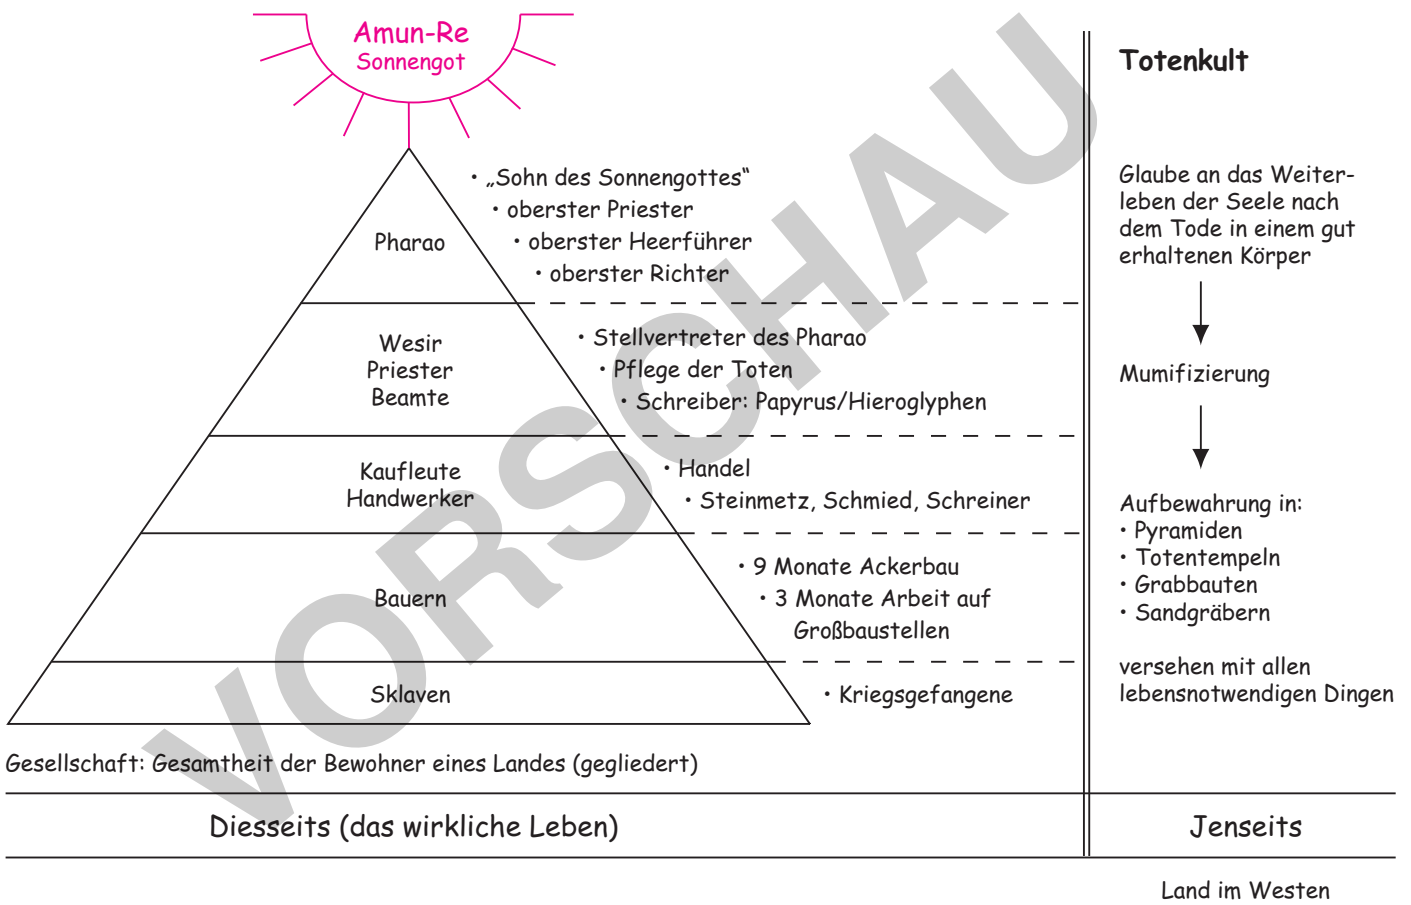 Amun-Re
Sonnengot
Pharao
• „Sohn des Sonnengottes“
• oberster Priester
• oberster Heerführer
• oberster Richter
Wesir
Priester
Beamte
• Stellvertreter des Pharao
• Pflege der Toten
• Schreiber: Papyrus/Hieroglyphen
Kaufleute
Handwerker
• Handel
• Steinmetz, Schmied, Schreiner
Bauern
• 9 Monate Ackerbau
• 3 Monate Arbeit auf
Großbaustellen
Sklaven
• Kriegsgefangene
Gesellschaft: Gesamtheit der Bewohner eines Landes (gegliedert)
Diesseits (das wirkliche Leben)
Totenkult
Glaube an das Weiter-
leben der Seele nach
dem Tode in einem gut
erhaltenen Körper
Mumifizierung
Aufbewahrung in:
• Pyramiden
• Totentempeln
• Grabbauten
• Sandgräbern
versehen mit allen
lebensnotwendigen Dingen
Jenseits
Land im Westen
VORSCHAU